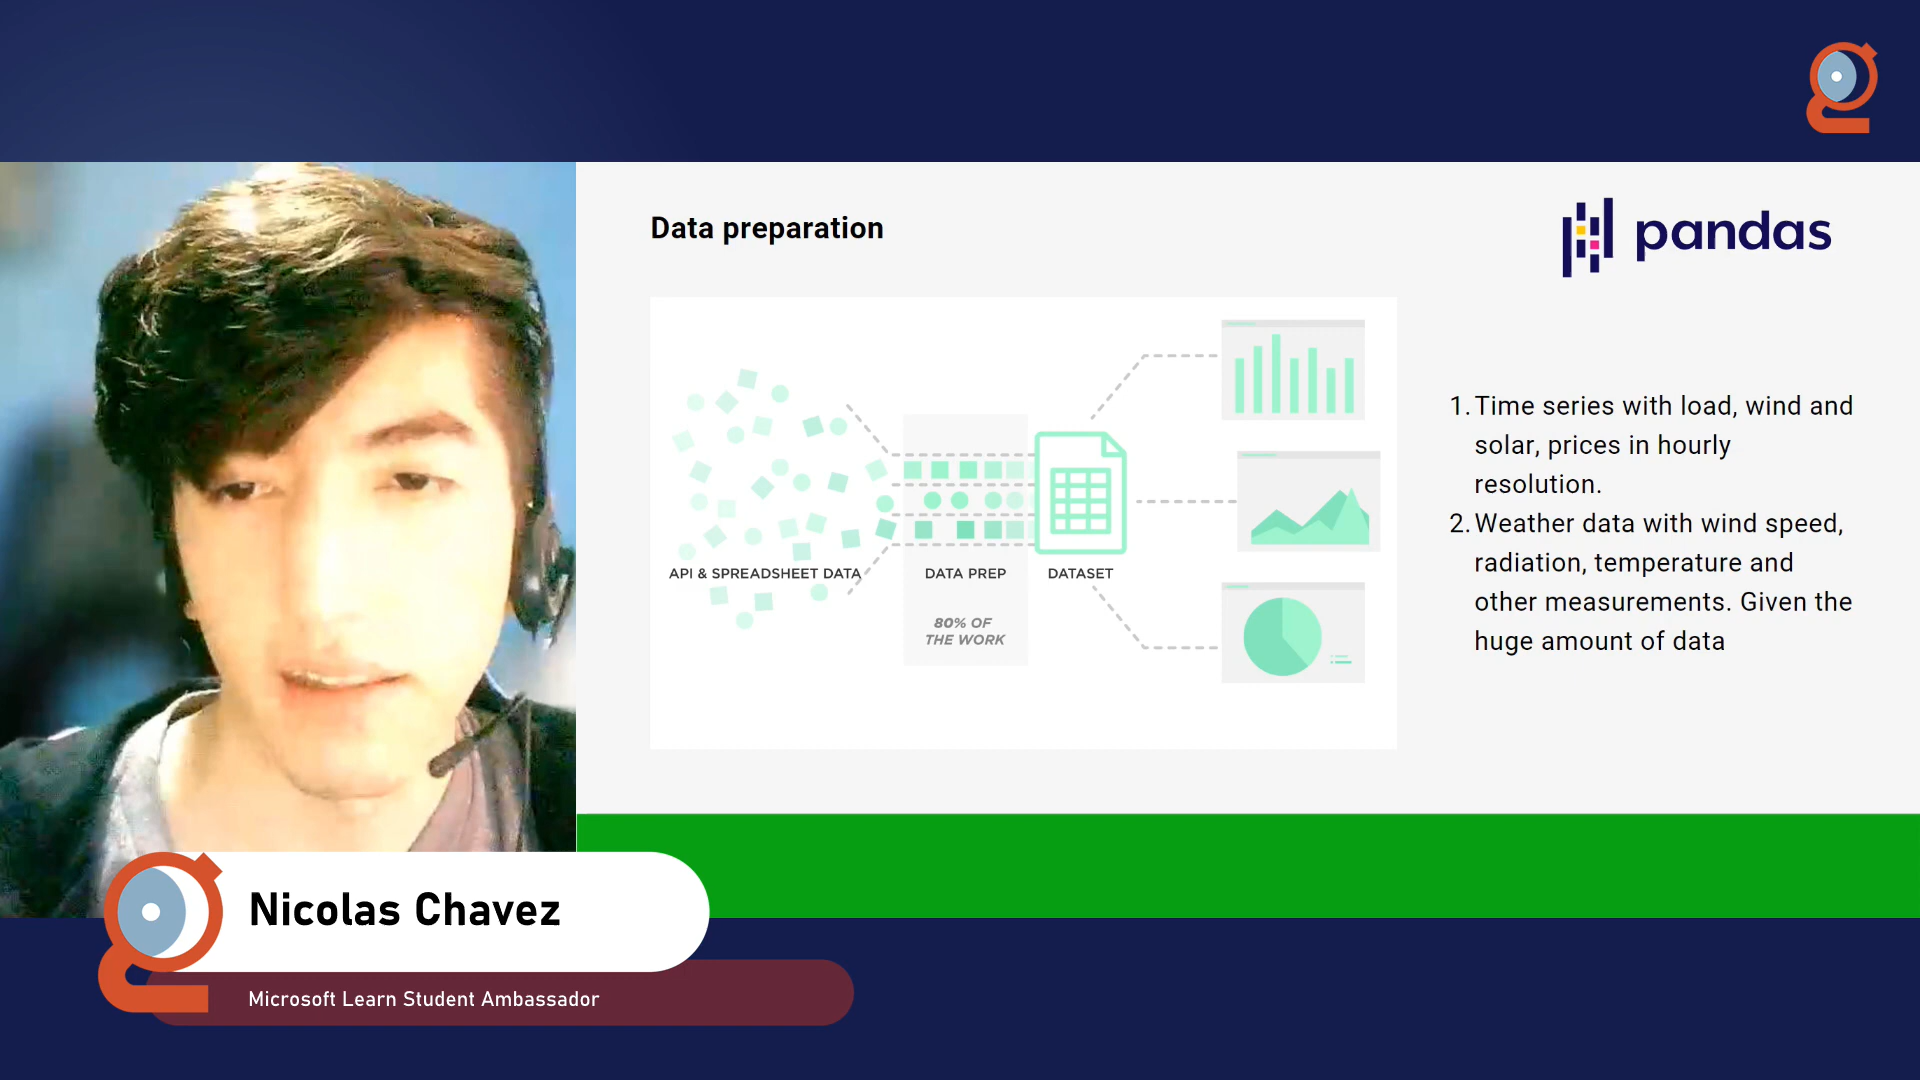 Data preparation
pandas
API & SPREADSHEET DATA
DATA PREP
DATASET
80% OF
THE WORK
1. Time series with load, wind and
solar, prices in hourly
resolution.
2. Weather data with wind speed,
radiation, temperature and
other measurements. Given the
huge amount of data
Nicolas Chavez
Microsoft Learn Student Ambassador